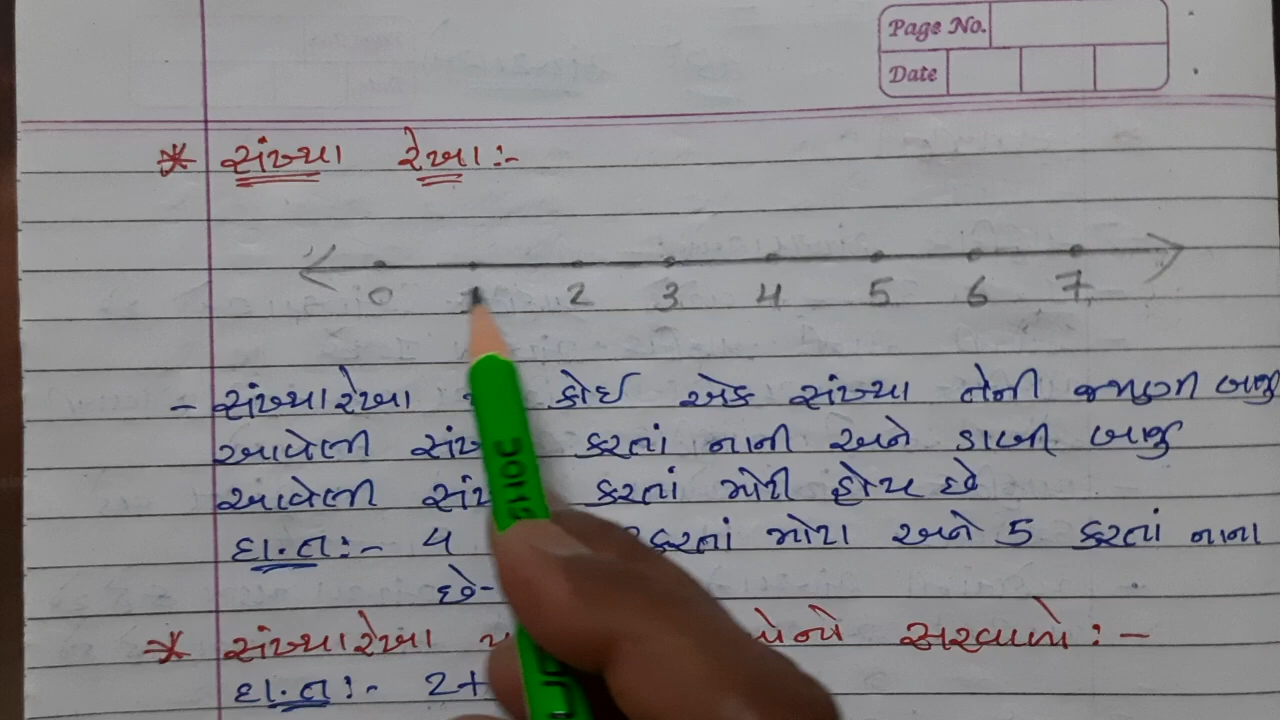 Page No.
Date
* સંખ્યા રેખા :-
0 1 2 3 4 5 6 7
- સંખ્યારેખા કોઈ એક સંખ્યા તેની જમણી બાજુ
આવેલી કરતાં નાની અને ડાબી બાજુ
આવેલી કરતાં મોટી હોય છે
દા.ત :- 4 કરતાં મોટા અને 5 કરતાં નાના
છે-
* સંખ્યારેખા સરવાળો :-
દા.ત :- 2+